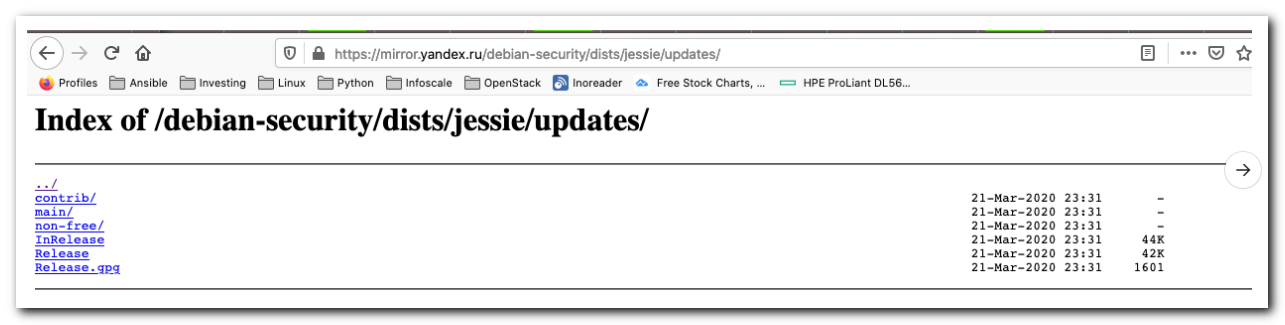 https://mirror.yandex.ru/debian-security/dists/jessie/updates/
Profiles Ansible Investing Linux Python Infoscale OpenStack Inoreader Free Stock Charts, ... HPE ProLiant DL56...
Index of /debian-security/dists/jessie/updates/
../
contrib/ 21-Mar-2020 23:31 -
main/ 21-Mar-2020 23:31 -
non-free/ 21-Mar-2020 23:31 -
InRelease 21-Mar-2020 23:31 44K
Release 21-Mar-2020 23:31 42K
Release.gpg 21-Mar-2020 23:31 1601